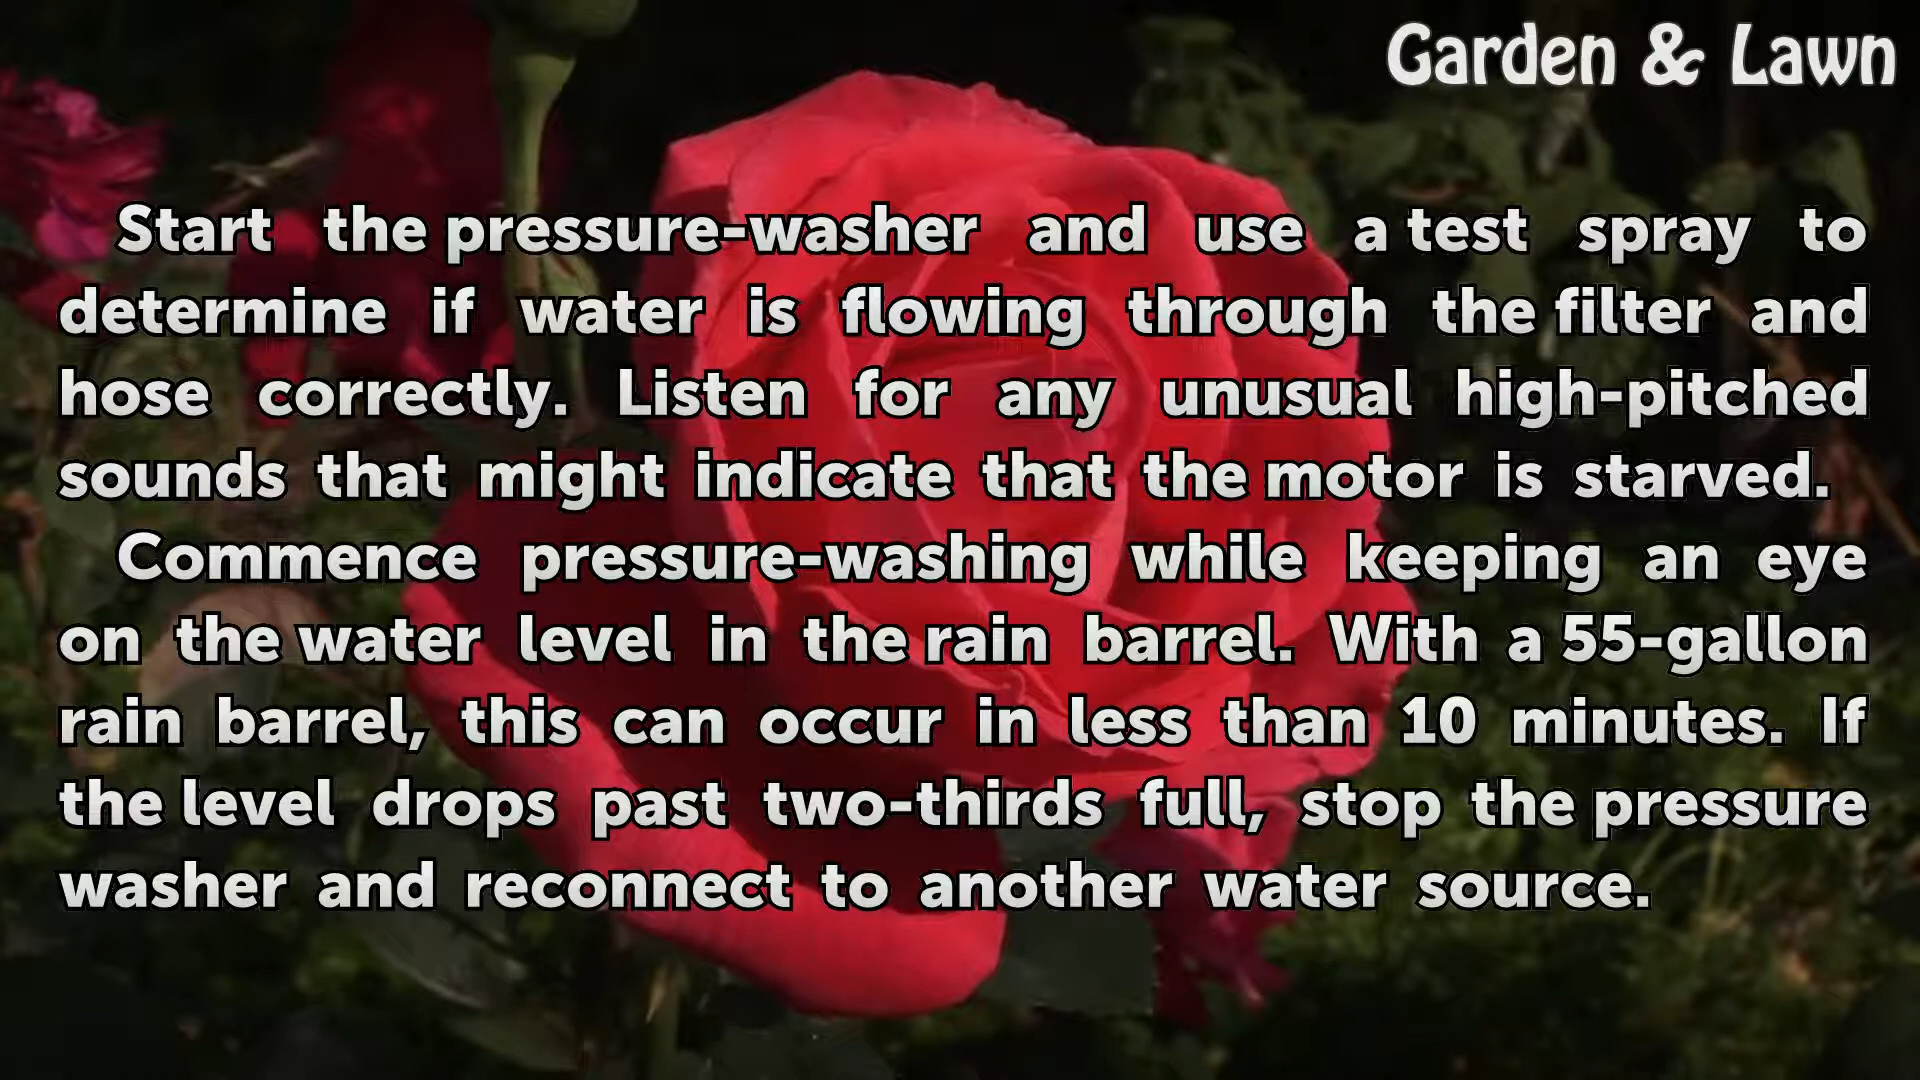 Garden & Lawn
Start the pressure-washer and use a test spray to
determine if water is flowing through the filter and
hose correctly. Listen for any unusual high-pitched
sounds that might indicate that the motor is starved.
Commence pressure-washing while keeping an eye
on the water level in the rain barrel. With a 55-gallon
rain barrel, this can occur in less than 10 minutes. If
the level drops past two-thirds full, stop the pressure
washer and reconnect to another water source.